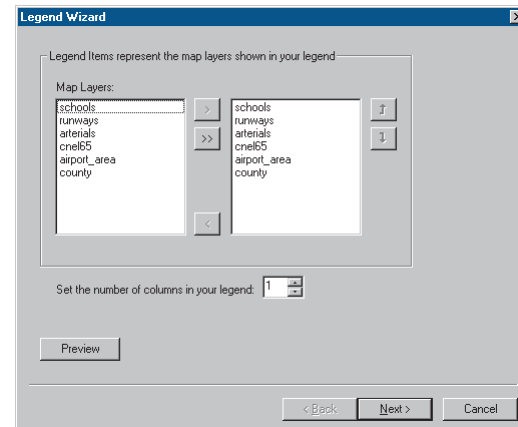 Legend Wizard
Legend Items represent the map layers shown in your legend
Map Layers:
schools
runways
arterials
cnel65
airport_area
county
>
>>
<
schools
runways
arterials
cnel65
airport_area
county
Set the number of columns in your legend: 1
Preview
< Back Next > Cancel